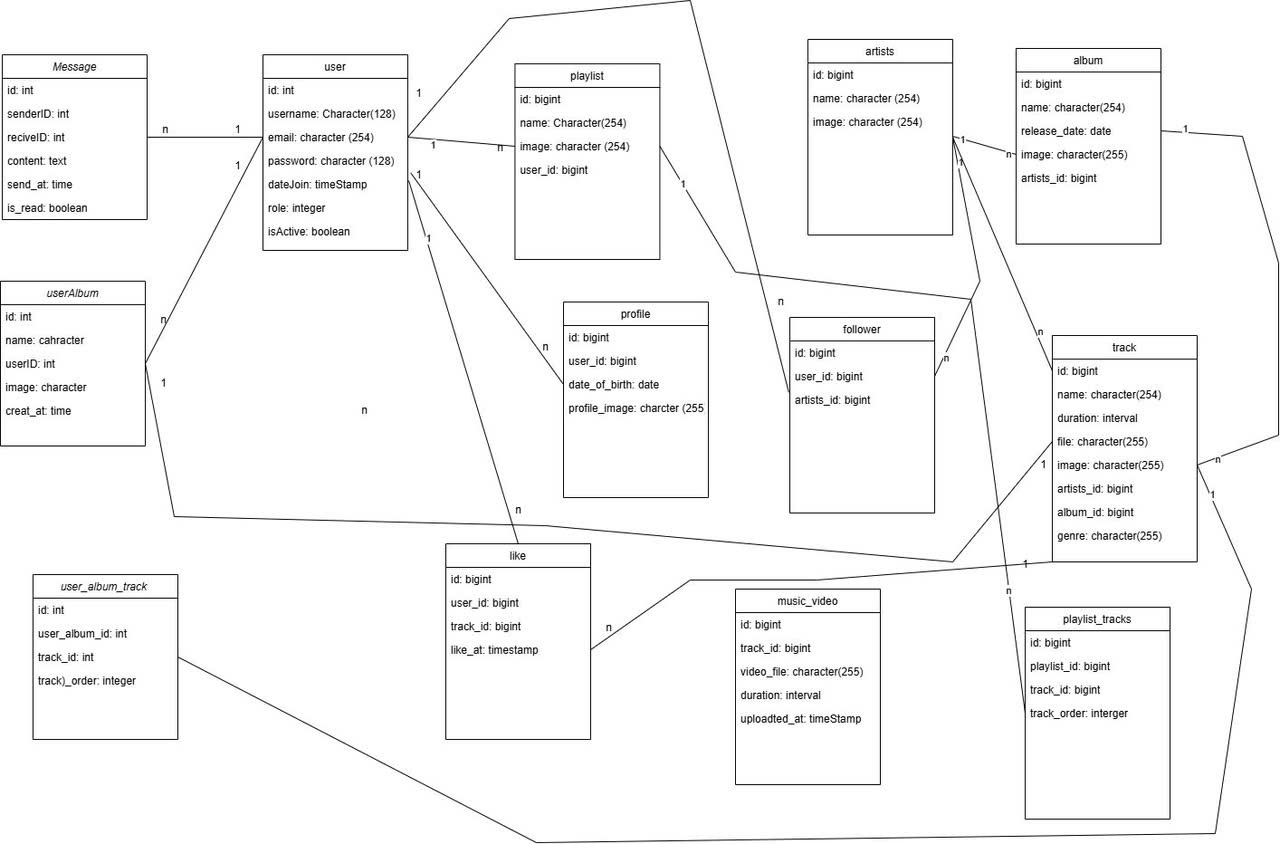 Message
id: int
senderID: int
reciveID: int
content: text
send_at: time
is_read: boolean
n
1
user
id: int
username: Character(128)
email: character (254)
password: character (128)
dateJoin: timeStamp
role: integer
isActive: boolean
1
1
1
1
1
playlist
id: bigint
name: Character(254)
image: character (254)
user_id: bigint
n
1
artists
id: bigint
name: character (254)
image: character (254)
1
1
album
id: bigint
name: character(254)
release_date: date
image: character(255)
artists_id: bigint
n
1
userAlbum
id: int
name: cahracter
userID: int
image: character
creat_at: time
n
1
n
profile
id: bigint
user_id: bigint
date_of_birth: date
profile_image: charcter (255
n
follower
id: bigint
user_id: bigint
artists_id: bigint
n
n
track
id: bigint
name: character(254)
duration: interval
file: character(255)
image: character(255)
artists_id: bigint
album_id: bigint
genre: character(255)
n
1
n
1
1
user_album_track
id: int
user_album_id: int
track_id: int
track)_order: integer
like
id: bigint
user_id: bigint
track_id: bigint
like_at: timestamp
n
n
music_video
id: bigint
track_id: bigint
video_file: character(255)
duration: interval
uploadted_at: timeStamp
playlist_tracks
id: bigint
playlist_id: bigint
track_id: bigint
track_order: interger
n